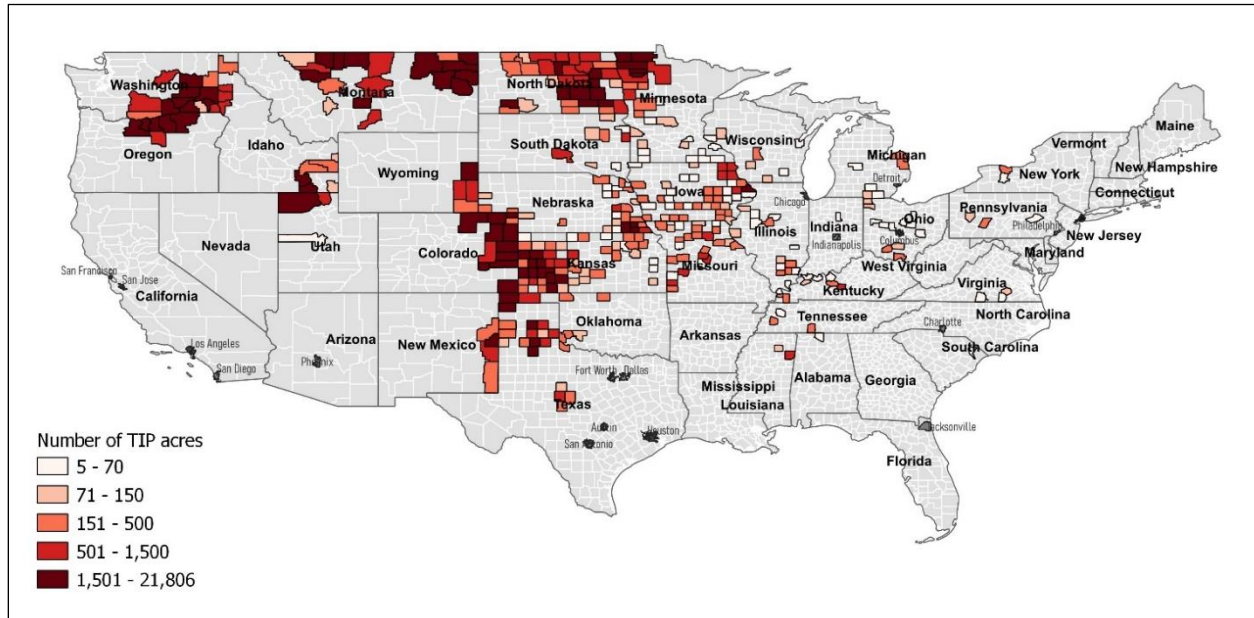 Washington
Montana
North Dakota
Minnesota
Maine
Oregon
Idaho
South Dakota
Wisconsin
Michigan
Vermont
New Hampshire
New York
Connecticut
Wyoming
Iowa
Detroit
Chicago
Nebraska
Pennsylvania
Philadelphia
New Jersey
Nevada
Utah
Colorado
Illinois
Indiana
Indianapolis
Ohio
Columbus
Maryland
San Francisco
San Jose
California
Kansas
Missouri
West Virginia
Virginia
Kentucky
Los Angeles
San Diego
Arizona
Phoenix
New Mexico
Oklahoma
Arkansas
Tennessee
North Carolina
Charlotte
South Carolina
Fort Worth
Dallas
Mississippi
Alabama
Georgia
Louisiana
Texas
Austin
San Antonio
Houston
Jacksonville
Florida
Number of TIP acres
5 - 70
71 - 150
151 - 500
501 - 1,500
1,501 - 21,806